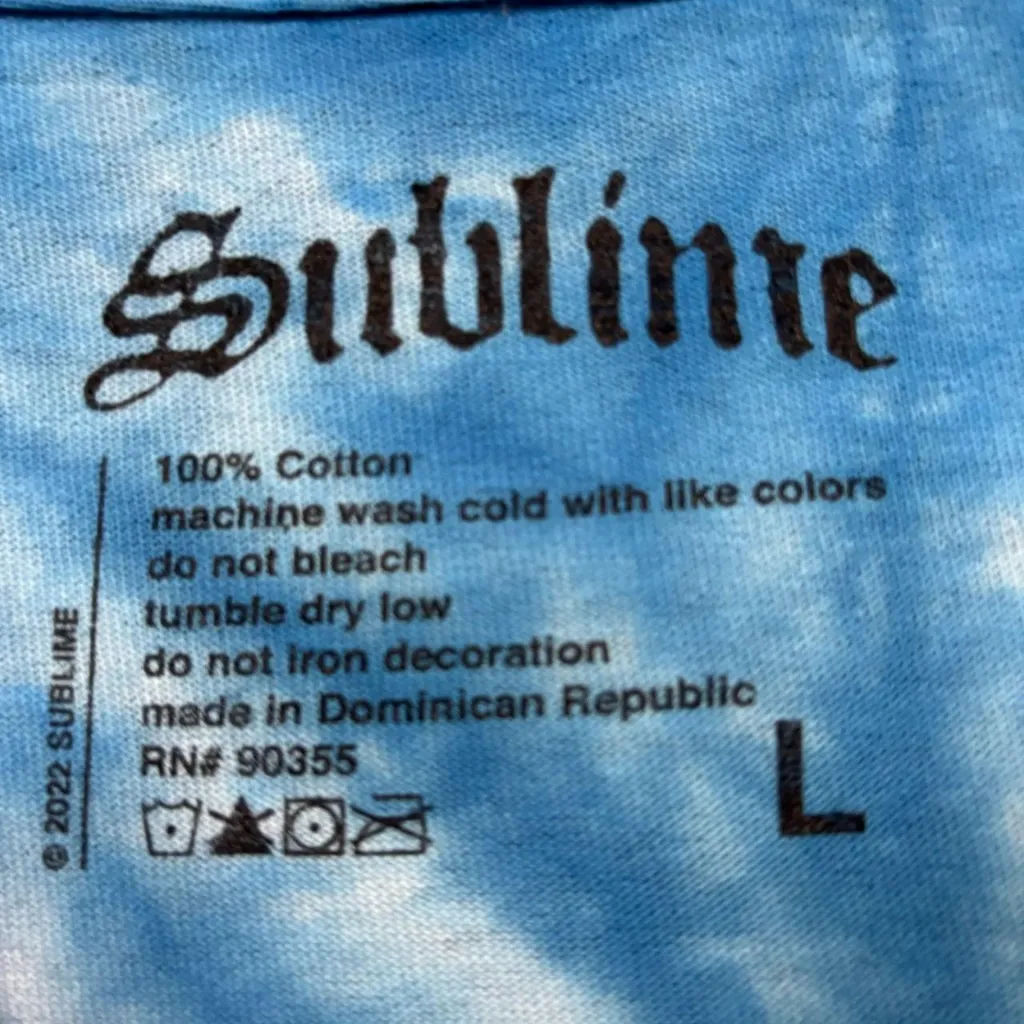 Sublime
100% Cotton
machine wash cold with like colors
do not bleach
tumble dry low
do not iron decoration
made in Dominican Republic
RN# 90355
L
© 2022 SUBLIME